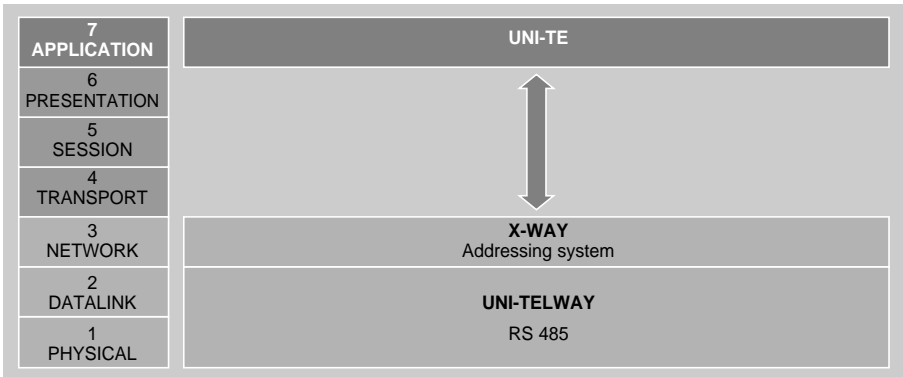 7
APPLICATION
UNI-TE
6
PRESENTATION
5
SESSION
4
TRANSPORT
3
NETWORK
X-WAY
Addressing system
2
DATALINK
UNI-TELWAY
1
PHYSICAL
RS 485